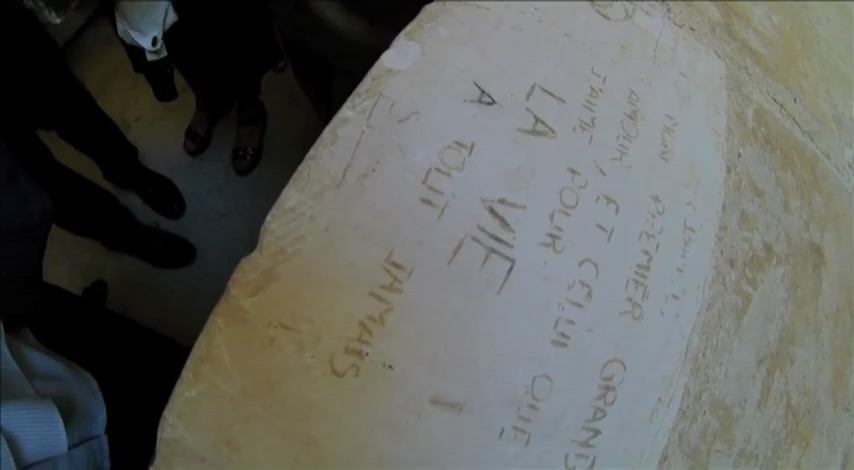 MON PREMIER GRAND
AMOUR, ET CELUI QUE
J'AIME POUR
LA VIE
A TOUT JAMAIS